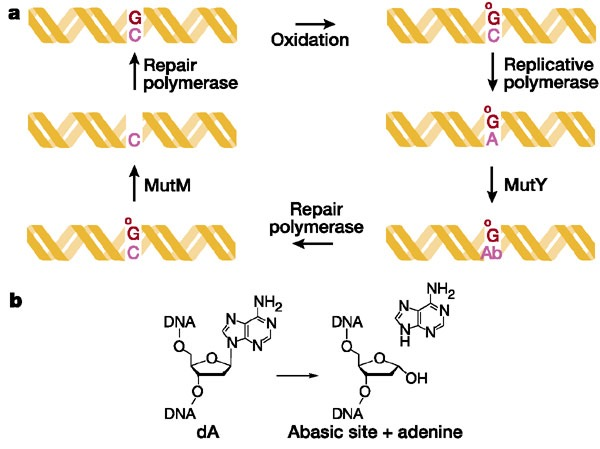 a
G
C
Oxidation
o
G
C
Repair
polymerase
Replicative
polymerase
C
o
G
A
MutM
MutY
o
G
C
Repair
polymerase
o
G
Ab
b
DNA
O
O
O
DNA
N
N
N
N
NH2
dA
DNA
O
O
O
DNA
OH
N
N
H
N
N
NH2
Abasic site + adenine